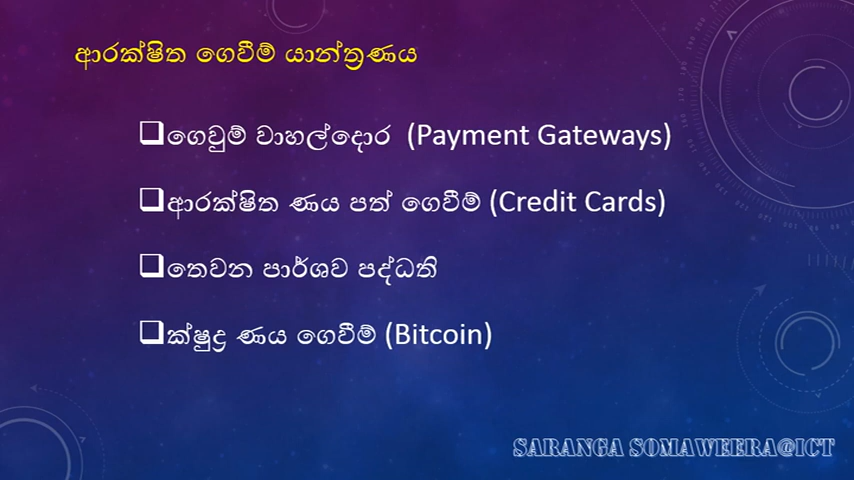 ආරක්ෂිත ගෙවීම් යාන්ත්‍රණය
ගෙවුම් වාහල්දොර (Payment Gateways)
ආරක්ෂිත ණය පත් ගෙවීම් (Credit Cards)
තෙවන පාර්ශව පද්ධති
ක්ෂුද්‍ර ණය ගෙවීම් (Bitcoin)
SARANGA SOMAWEERA@ICT